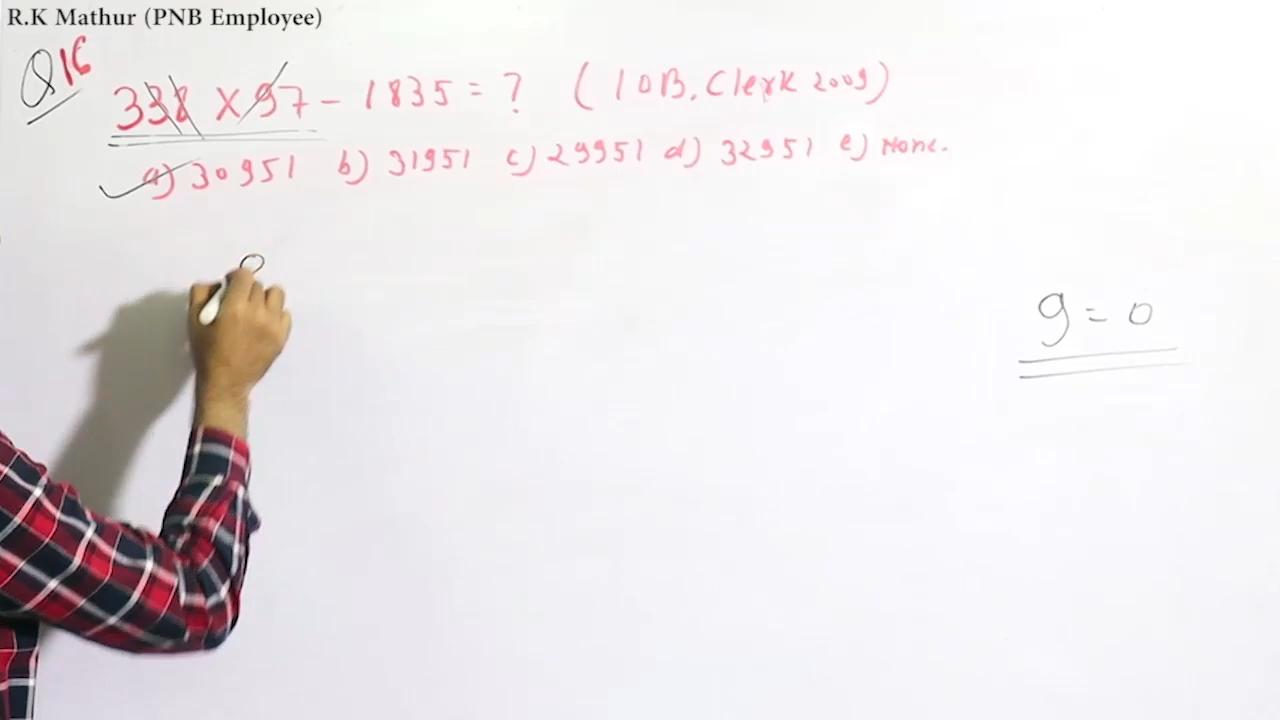 R.K Mathur (PNB Employee)
Q16
338 X 97 - 1835 = ? ( IOB, Clerk 2009)
a) 30951 b) 31951 c) 29951 d) 32951 e) None.
9 = 0